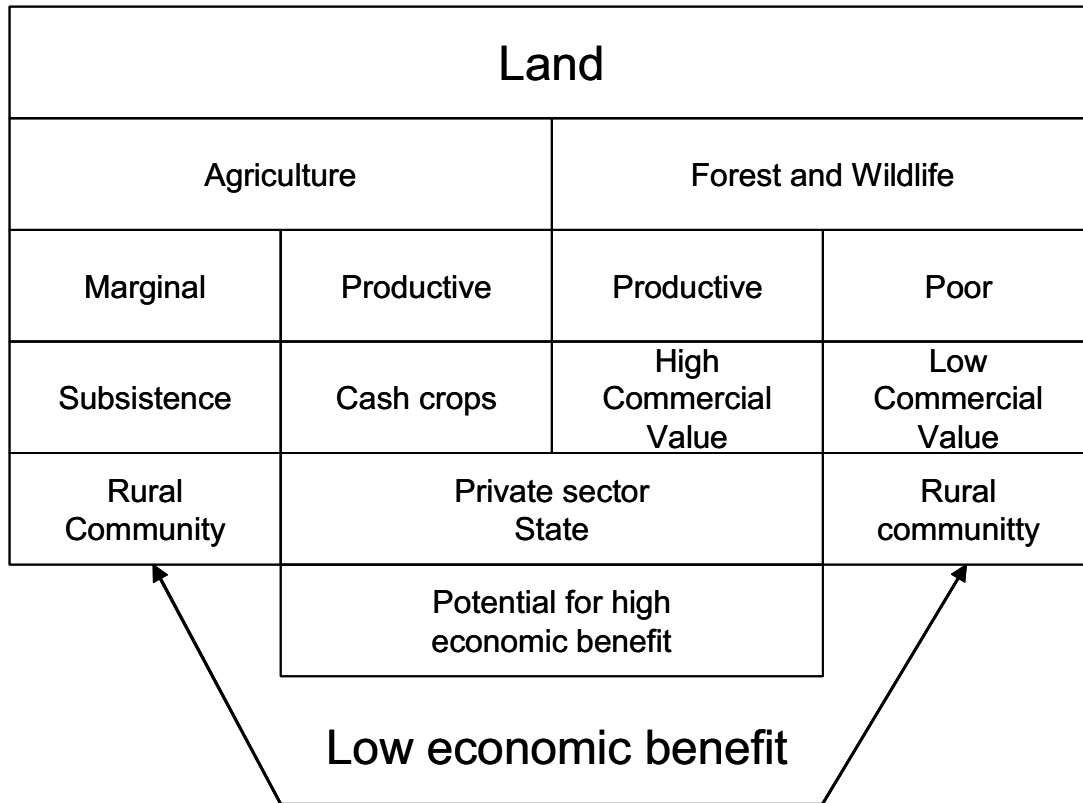 Land
Agriculture
Forest and Wildlife
Marginal
Productive
Productive
Poor
Subsistence
Cash crops
High
Commercial
Value
Low
Commercial
Value
Rural
Community
Private sector
State
Rural
communitty
Potential for high
economic benefit
Low economic benefit